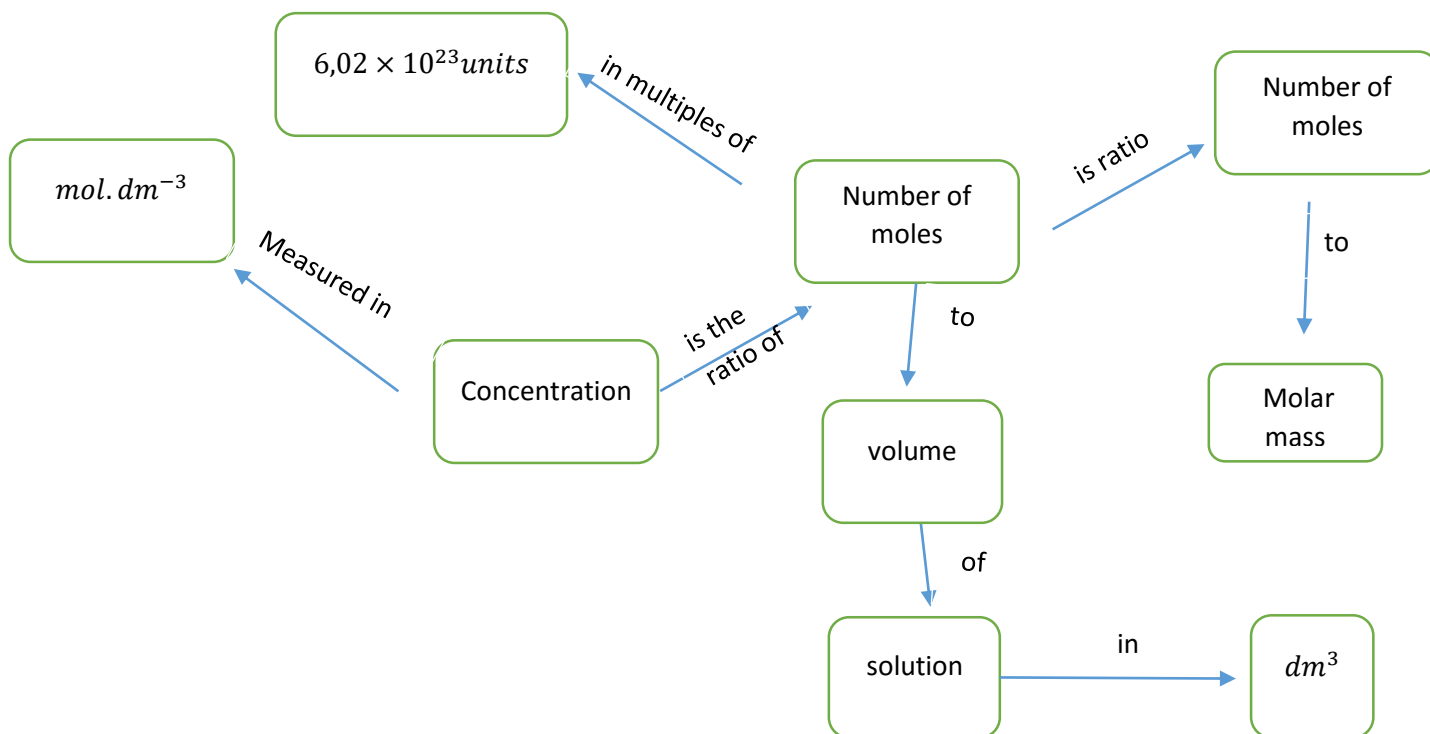 6,02 × 10²³units
in multiples of
Number of
moles
is ratio
mol. dm⁻³
Number of
moles
to
Measured in
is the
ratio of
to
Concentration
Molar
mass
volume
of
solution
in
dm³